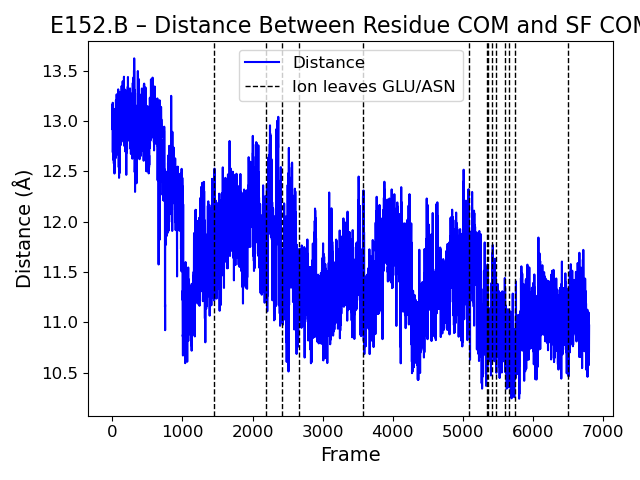 E152.B – Distance Between Residue COM and SF COM
Distance
Ion leaves GLU/ASN
Distance (Å)
13.5
13.0
12.5
12.0
11.5
11.0
10.5
0 1000 2000 3000 4000 5000 6000 7000
Frame